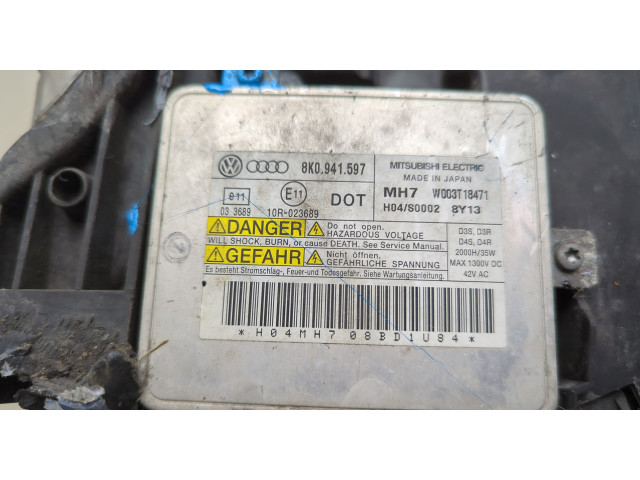 8K0.941.597
MITSUBISHI ELECTRIC
MADE IN JAPAN
e11 E11 DOT
MH7 W003T18471
03 3689 10R-023689
H04/S0002 8Y13
DANGER Do not open.
HAZARDOUS VOLTAGE
WILL SHOCK, BURN, or cause DEATH. See Service Manual.
GEFAHR Nicht öffnen.
GEFÄHRLICHE SPANNUNG
Es besteht Stromschlag-, Feuer-und Todesgefahr. Siehe Wartungsanleitung.
D3S, D3R
D4S, D4R
2000H/35W
MAX 1300V DC
42V AC
*H04MH708BD1U84*